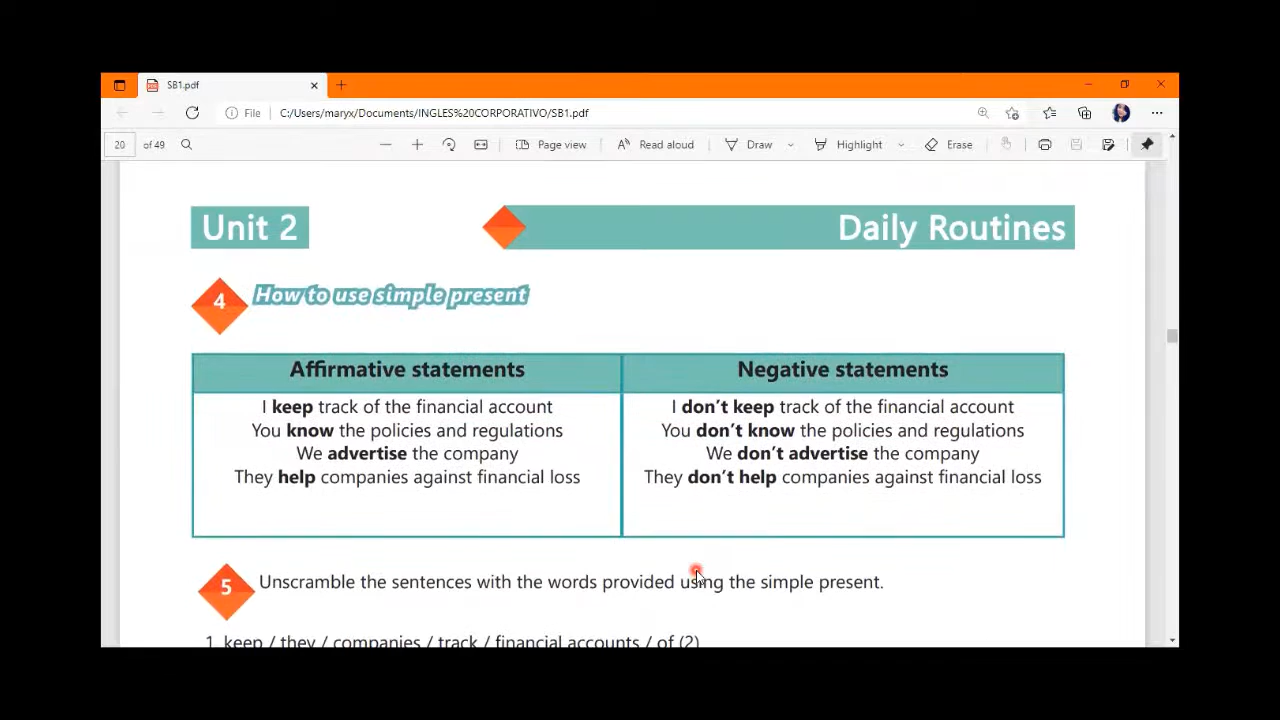 SB1.pdf
File C:/Users/maryx/Documents/INGLES%20CORPORATIVO/SB1.pdf
20 of 49 Page view Read aloud Draw Highlight Erase
Unit 2 Daily Routines
4 How to use simple present
Affirmative statements Negative statements
I keep track of the financial account I don't keep track of the financial account
You know the policies and regulations You don't know the policies and regulations
We advertise the company We don't advertise the company
They help companies against financial loss They don't help companies against financial loss
5 Unscramble the sentences with the words provided using the simple present.
1. keep / they / companies / track / financial accounts / of (2)